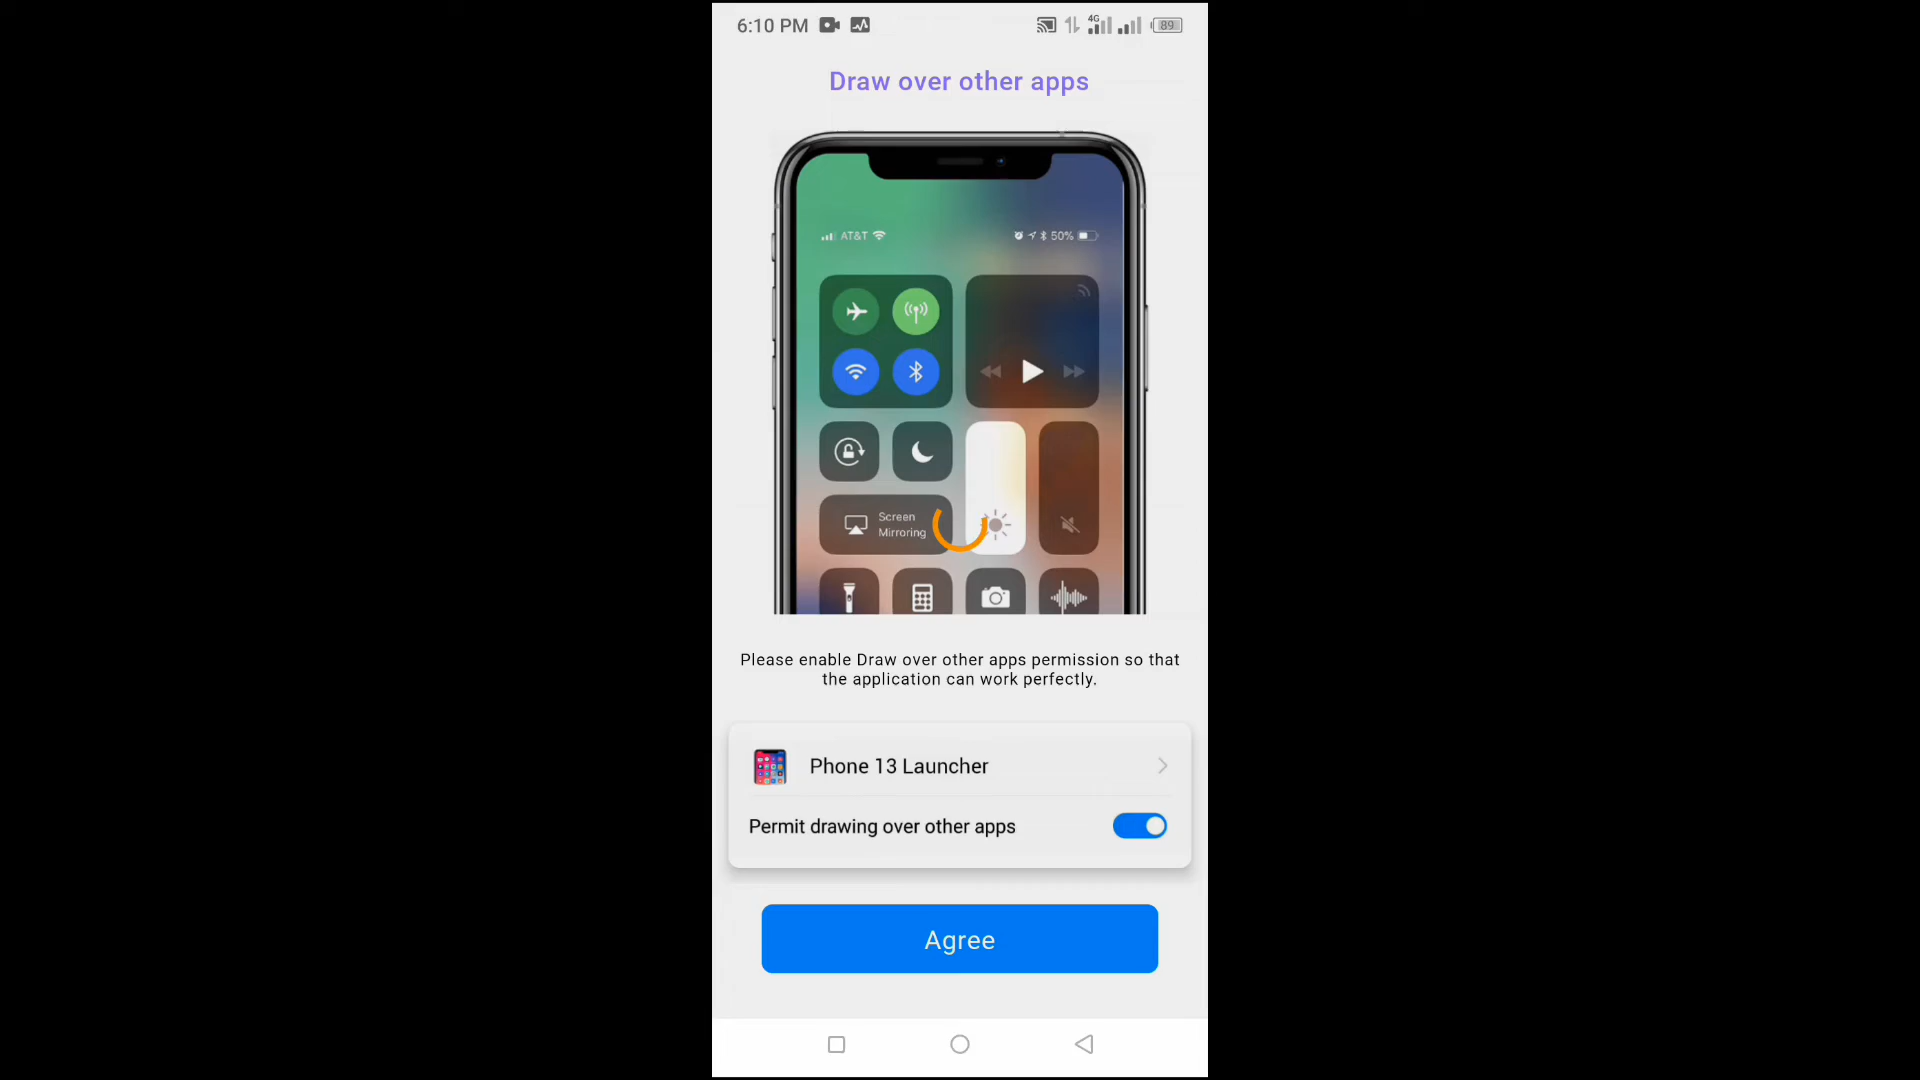 6:10 PM
4G
89
Draw over other apps
AT&T
50%
Screen
Mirroring
Please enable Draw over other apps permission so that
the application can work perfectly.
Phone 13 Launcher
Permit drawing over other apps
Agree